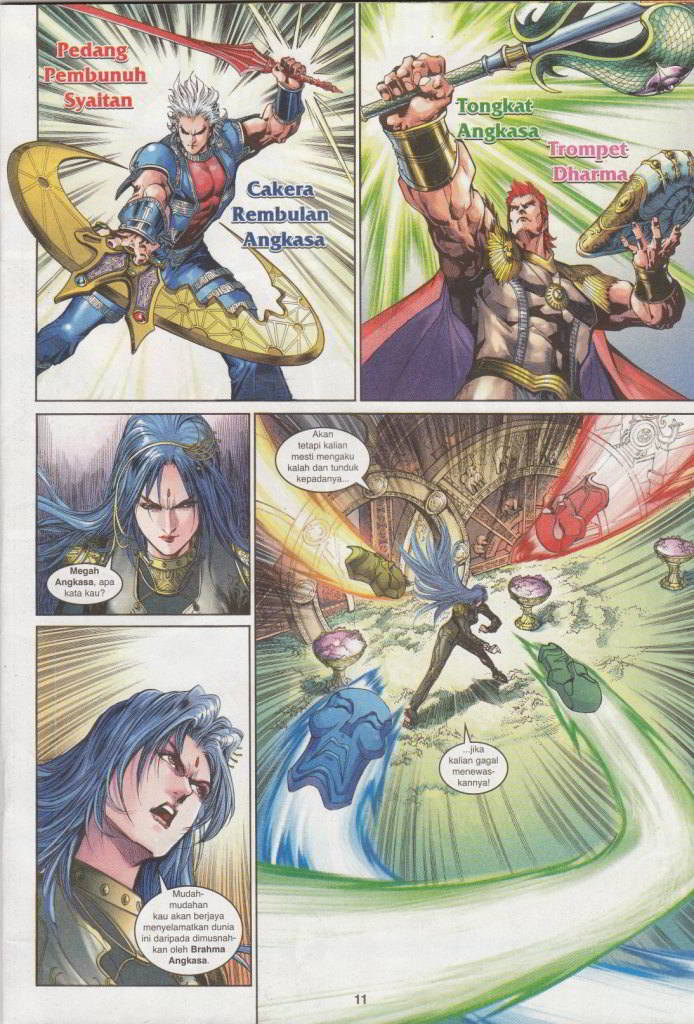 Pedang
Pembunuh
Syaitan
Cakera
Rembulan
Angkasa
Tongkat
Angkasa
Trompet
Dharma
Megah
Angkasa, apa
kata kau?
Akan
tetapi kalian
mesti mengaku
kalah dan tunduk
kepadanya...
...jika
kalian gagal
menewas-
kannya!
Mudah-
mudahan
kau akan berjaya
menyelamatkan dunia
ini daripada dimusnah-
kan oleh Brahma
Angkasa.
11